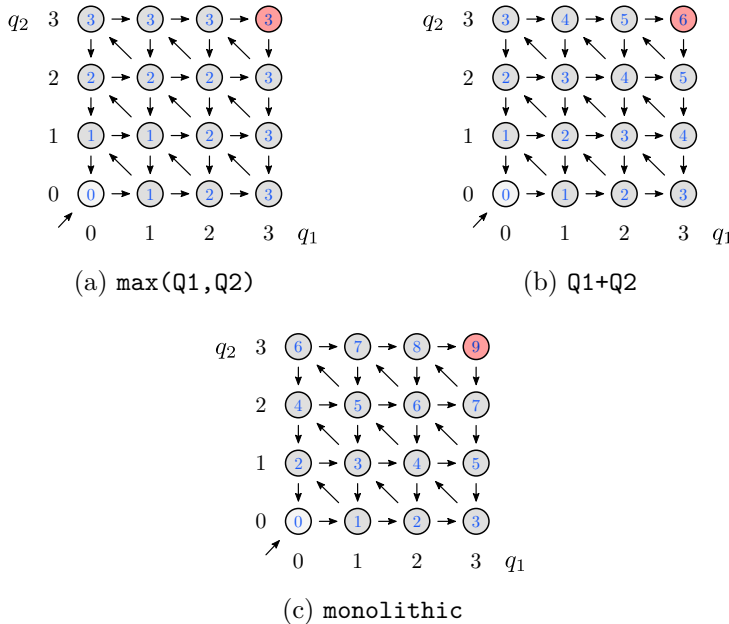 q2 3 3 3 3 3
2 2 2 2 3
1 1 1 2 3
0 0 1 2 3
0 1 2 3 q1
(a) max(Q1,Q2)
q2 3 3 4 5 6
2 2 3 4 5
1 1 2 3 4
0 0 1 2 3
0 1 2 3 q1
(b) Q1+Q2
q2 3 6 7 8 9
2 4 5 6 7
1 2 3 4 5
0 0 1 2 3
0 1 2 3 q1
(c) monolithic